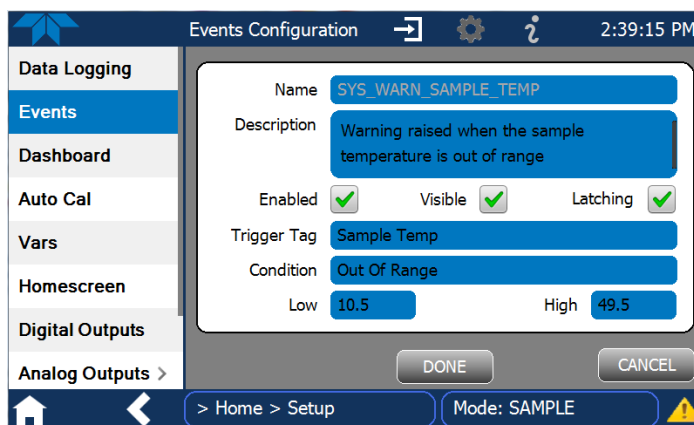 Events Configuration
2:39:15 PM
Data Logging
Events
Dashboard
Auto Cal
Vars
Homescreen
Digital Outputs
Analog Outputs >
Name SYS_WARN_SAMPLE_TEMP
Description Warning raised when the sample
temperature is out of range
Enabled Visible Latching
Trigger Tag Sample Temp
Condition Out Of Range
Low 10.5 High 49.5
DONE CANCEL
> Home > Setup Mode: SAMPLE